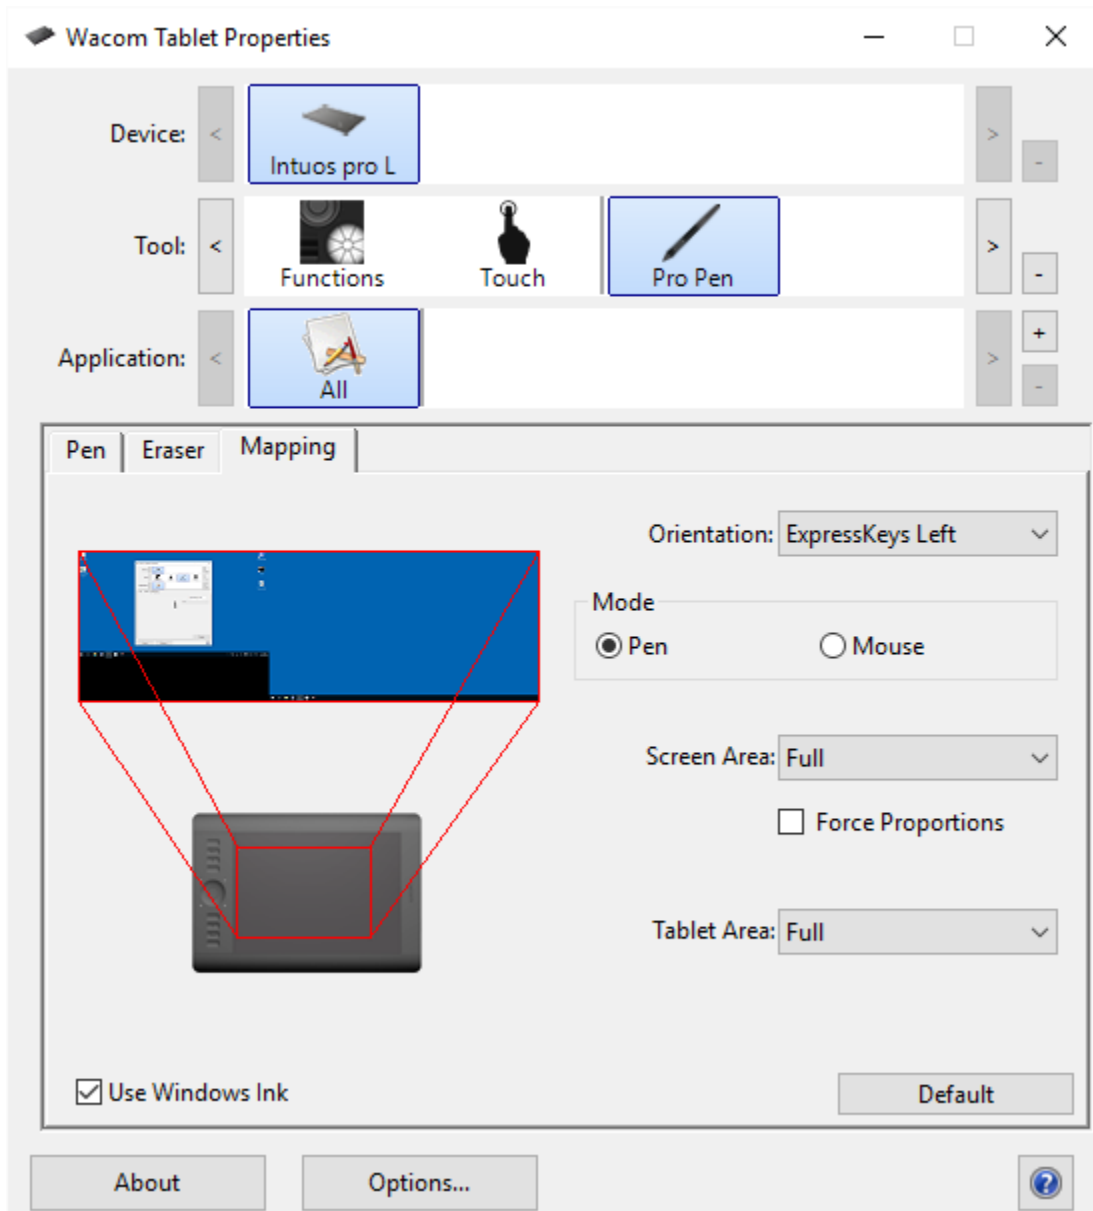 Wacom Tablet Properties
Device:
<
Intuos pro L
>
-
Tool:
<
Functions
Touch
Pro Pen
>
-
Application:
<
All
>
+
-
Pen
Eraser
Mapping
Orientation:
ExpressKeys Left
Mode
Pen
Mouse
Screen Area:
Full
Force Proportions
Tablet Area:
Full
Use Windows Ink
Default
About
Options...
?